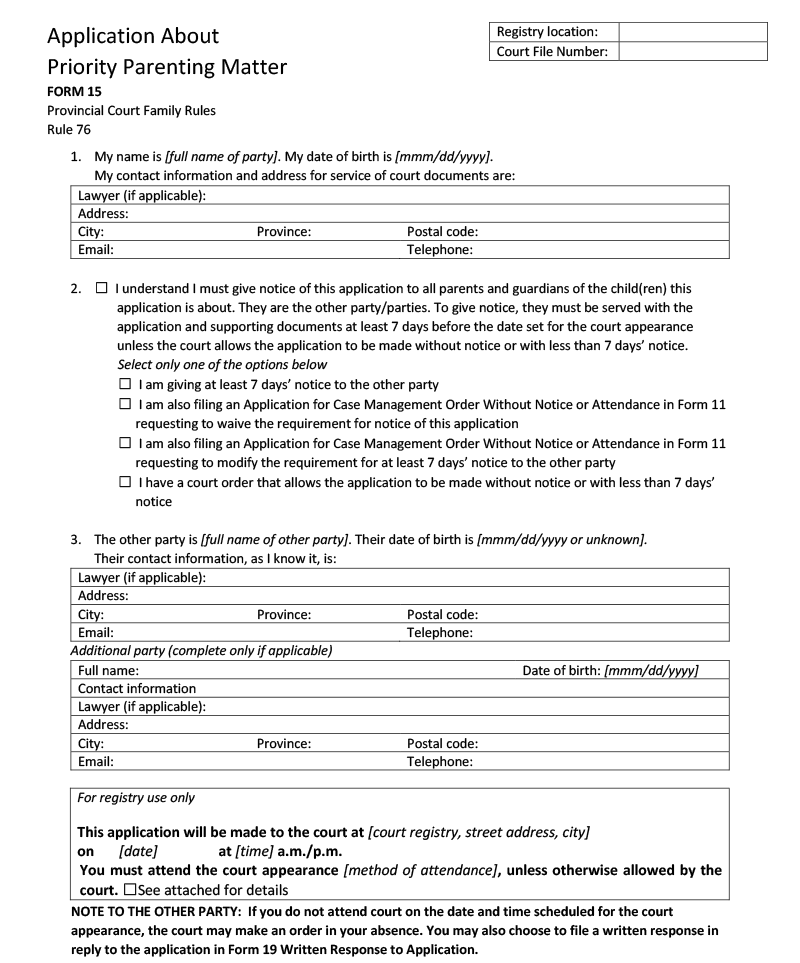 Application About
Priority Parenting Matter
FORM 15
Provincial Court Family Rules
Rule 76
Registry location:
Court File Number:
1. My name is [full name of party]. My date of birth is [mmm/dd/yyyy].
My contact information and address for service of court documents are:
Lawyer (if applicable):
Address:
City: Province: Postal code:
Email: Telephone:
2. ☐ I understand I must give notice of this application to all parents and guardians of the child(ren) this
application is about. They are the other party/parties. To give notice, they must be served with the
application and supporting documents at least 7 days before the date set for the court appearance
unless the court allows the application to be made without notice or with less than 7 days’ notice.
Select only one of the options below
☐ I am giving at least 7 days’ notice to the other party
☐ I am also filing an Application for Case Management Order Without Notice or Attendance in Form 11
requesting to waive the requirement for notice of this application
☐ I am also filing an Application for Case Management Order Without Notice or Attendance in Form 11
requesting to modify the requirement for at least 7 days’ notice to the other party
☐ I have a court order that allows the application to be made without notice or with less than 7 days’
notice
3. The other party is [full name of other party]. Their date of birth is [mmm/dd/yyyy or unknown].
Their contact information, as I know it, is:
Lawyer (if applicable):
Address:
City: Province: Postal code:
Email: Telephone:
Additional party (complete only if applicable)
Full name: Date of birth: [mmm/dd/yyyy]
Contact information
Lawyer (if applicable):
Address:
City: Province: Postal code:
Email: Telephone:
For registry use only
This application will be made to the court at [court registry, street address, city]
on [date] at [time] a.m./p.m.
You must attend the court appearance [method of attendance], unless otherwise allowed by the
court. ☐See attached for details
NOTE TO THE OTHER PARTY: If you do not attend court on the date and time scheduled for the court
appearance, the court may make an order in your absence. You may also choose to file a written response in
reply to the application in Form 19 Written Response to Application.